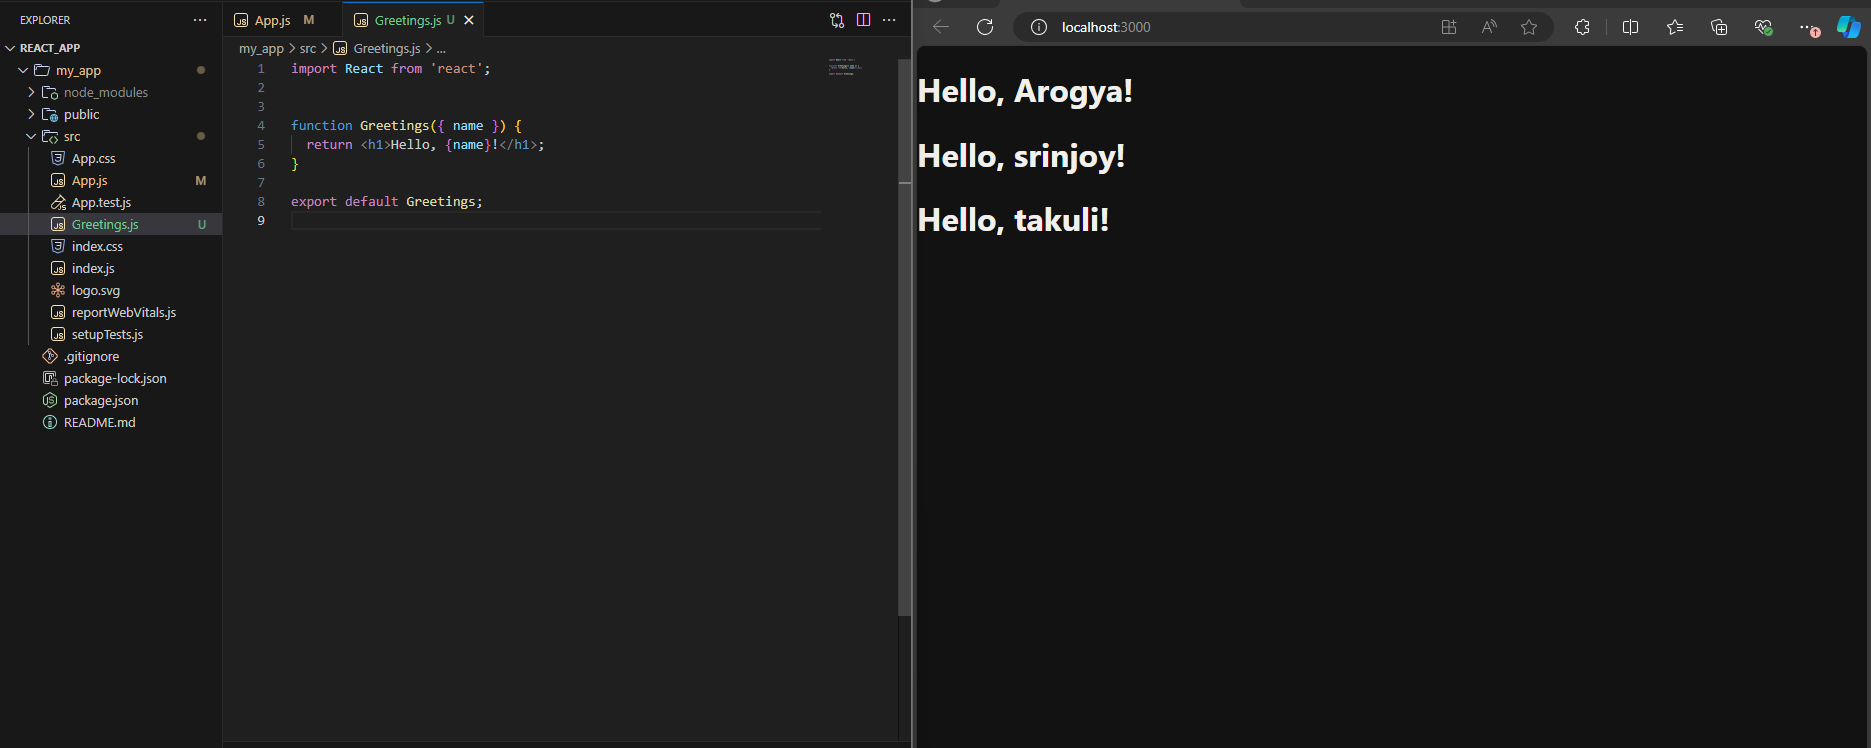 EXPLORER
REACT_APP
my_app
node_modules
public
src
App.css
App.js M
App.test.js
Greetings.js U
index.css
index.js
logo.svg
reportWebVitals.js
setupTests.js
.gitignore
package-lock.json
package.json
README.md
App.js M
Greetings.js U
my_app > src > Greetings.js > ...
1 import React from 'react';
2
3
4 function Greetings({ name }) {
5 return <h1>Hello, {name}!</h1>;
6 }
7
8 export default Greetings;
9
localhost:3000
Hello, Arogya!
Hello, srinjoy!
Hello, takuli!